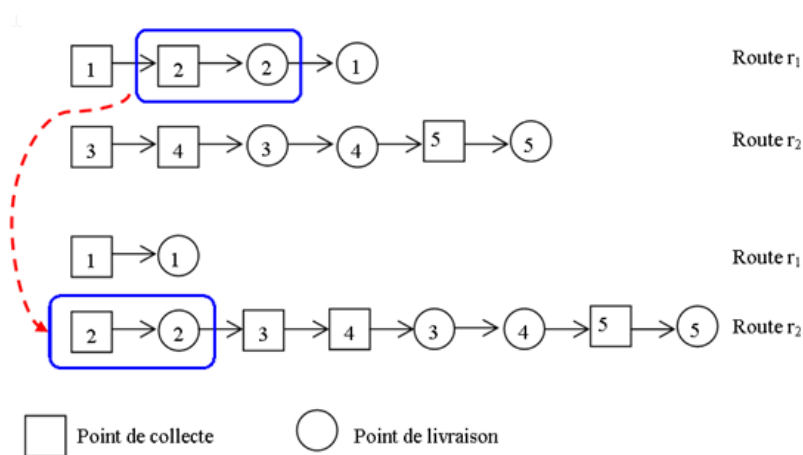 1 2 2 1 Route r₁
3 4 3 4 5 5 Route r₂
1 1 Route r₁
2 2 3 4 3 4 5 5 Route r₂
Point de collecte Point de livraison